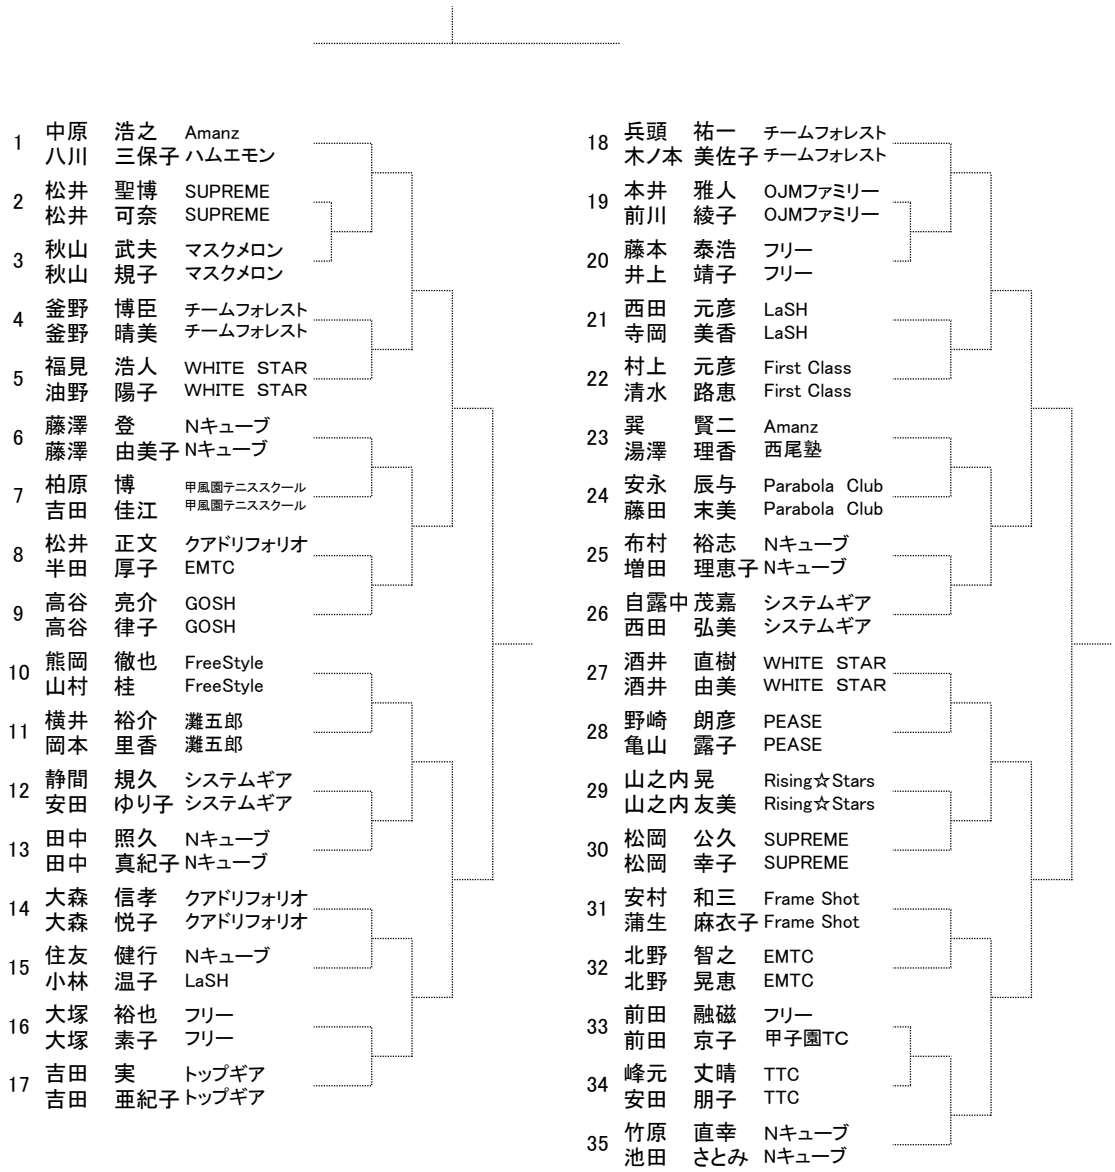 1 中原 浩之 Amanz
八川 三保子 ハムエモン
2 松井 聖博 SUPREME
松井 可奈 SUPREME
3 秋山 武夫 マスクメロン
秋山 規子 マスクメロン
4 釜野 博臣 チームフォレスト
釜野 晴美 チームフォレスト
5 福見 浩人 WHITE STAR
油野 陽子 WHITE STAR
6 藤澤 登 Nキューブ
藤澤 由美子 Nキューブ
7 柏原 博 甲風園テニススクール
吉田 佳江 甲風園テニススクール
8 松井 正文 クアドリフォリオ
半田 厚子 EMTC
9 高谷 亮介 GOSH
高谷 律子 GOSH
10 熊岡 徹也 FreeStyle
山村 桂 FreeStyle
11 横井 裕介 灘五郎
岡本 里香 灘五郎
12 静間 規久 システムギア
安田 ゆり子 システムギア
13 田中 照久 Nキューブ
田中 真紀子 Nキューブ
14 大森 信孝 クアドリフォリオ
大森 悦子 クアドリフォリオ
15 住友 健行 Nキューブ
小林 温子 LaSH
16 大塚 裕也 フリー
大塚 素子 フリー
17 吉田 実 トップギア
吉田 亜紀子 トップギア
18 兵頭 祐一 チームフォレスト
木ノ本 美佐子 チームフォレスト
19 本井 雅人 OJMファミリー
前川 綾子 OJMファミリー
20 藤本 泰浩 フリー
井上 靖子 フリー
21 西田 元彦 LaSH
寺岡 美香 LaSH
22 村上 元彦 First Class
清水 路恵 First Class
23 巽 賢二 Amanz
湯澤 理香 西尾塾
24 安永 辰与 Parabola Club
藤田 末美 Parabola Club
25 布村 裕志 Nキューブ
増田 理恵子 Nキューブ
26 自露中 茂嘉 システムギア
西田 弘美 システムギア
27 酒井 直樹 WHITE STAR
酒井 由美 WHITE STAR
28 野崎 朗彦 PEASE
亀山 露子 PEASE
29 山之内 晃 Rising☆Stars
山之内 友美 Rising☆Stars
30 松岡 公久 SUPREME
松岡 幸子 SUPREME
31 安村 和三 Frame Shot
蒲生 麻衣子 Frame Shot
32 北野 智之 EMTC
北野 晃恵 EMTC
33 前田 融磁 フリー
前田 京子 甲子園TC
34 峰元 丈晴 TTC
安田 朋子 TTC
35 竹原 直幸 Nキューブ
池田 さとみ Nキューブ